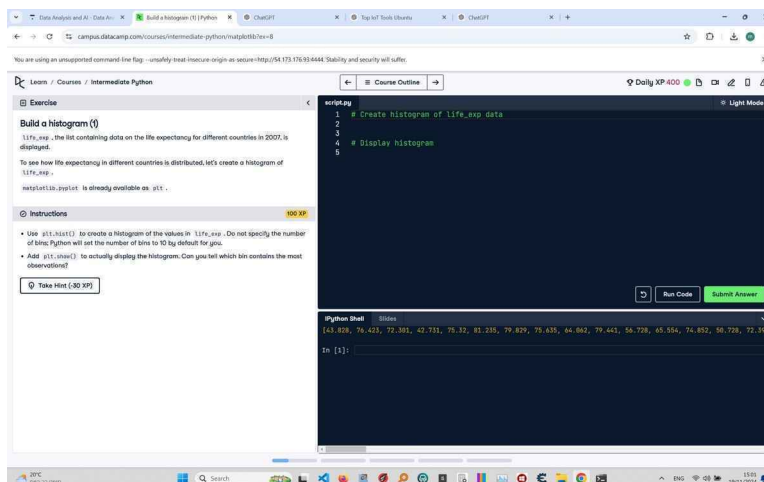 Data Analysis and AI - Data An
Build a histogram (1) | Python
ChatGPT
Top IoT Tools Ubuntu
ChatGPT
campus.datacamp.com/courses/intermediate-python/matplotlib?ex=8
You are using an unsupported command-line flag: --unsafely-treat-insecure-origin-as-secure=http://54.173.176.93:4444. Stability and security will suffer.
Learn / Courses / Intermediate Python
Course Outline
Daily XP 400
Exercise
Build a histogram (1)
life_exp , the list containing data on the life expectancy for different countries in 2007, is
displayed.
To see how life expectancy in different countries is distributed, let's create a histogram of
life_exp .
matplotlib.pyplot is already available as plt .
Instructions
100 XP
• Use plt.hist() to create a histogram of the values in life_exp . Do not specify the number
of bins; Python will set the number of bins to 10 by default for you.
• Add plt.show() to actually display the histogram. Can you tell which bin contains the most
observations?
Take Hint (-30 XP)
script.py
Light Mode
1 # Create histogram of life_exp data
2
3
4 # Display histogram
5
Run Code
Submit Answer
IPython Shell
Slides
[43.828, 76.423, 72.301, 42.731, 75.32, 81.235, 79.829, 75.635, 64.062, 79.441, 56.728, 65.554, 74.852, 50.728, 72.39
In [1]:
20°C
Search
ENG
15:01